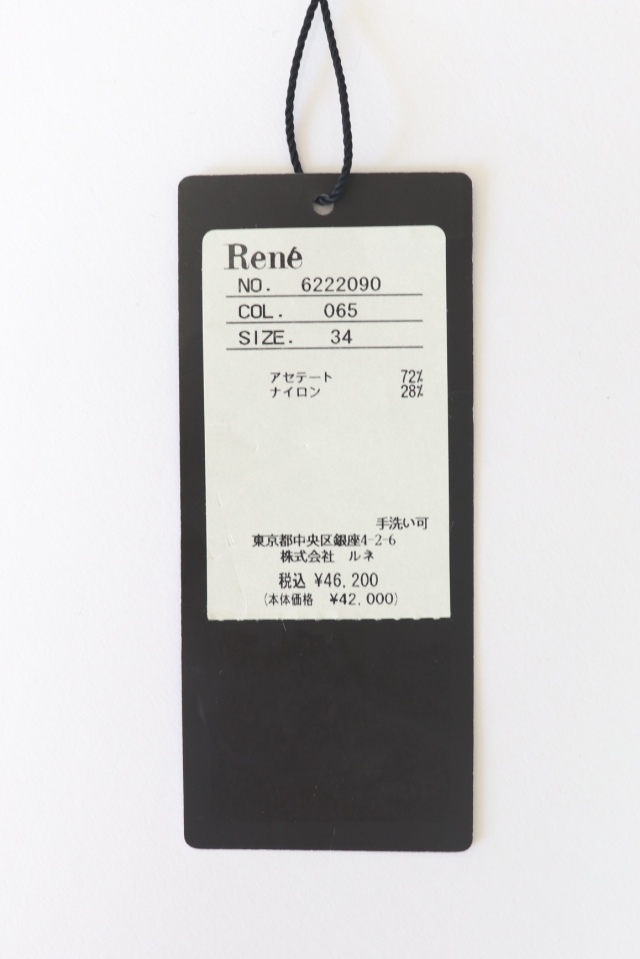 René
NO. 6222090
COL. 065
SIZE. 34
アセテート 72%
ナイロン 28%
手洗い可
東京都中央区銀座4-2-6
株式会社 ルネ
税込 ¥46,200
(本体価格 ¥42,000)